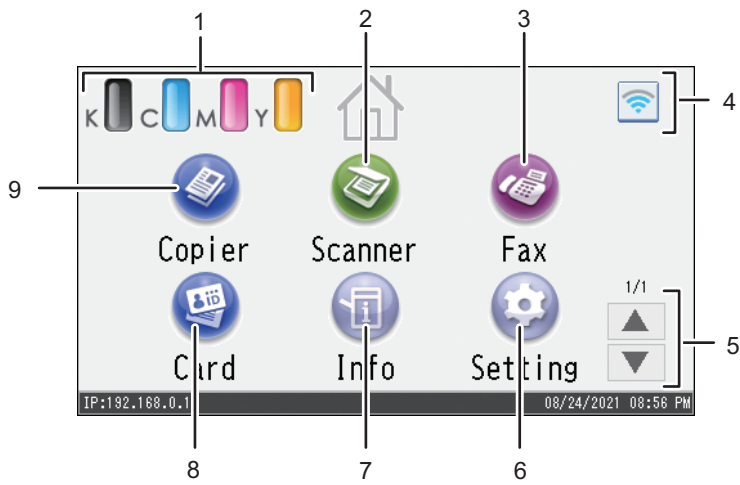 1 2 3
K C M Y
4
9
Copier Scanner Fax
iD
i
1/1
5
Card Info Setting
IP:192.168.0.1 08/24/2021 08:56 PM
8 7 6